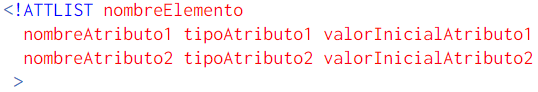 <!ATTLIST nombreElemento
nombreAtributo1 tipoAtributo1 valorInicialAtributo1
nombreAtributo2 tipoAtributo2 valorInicialAtributo2
>